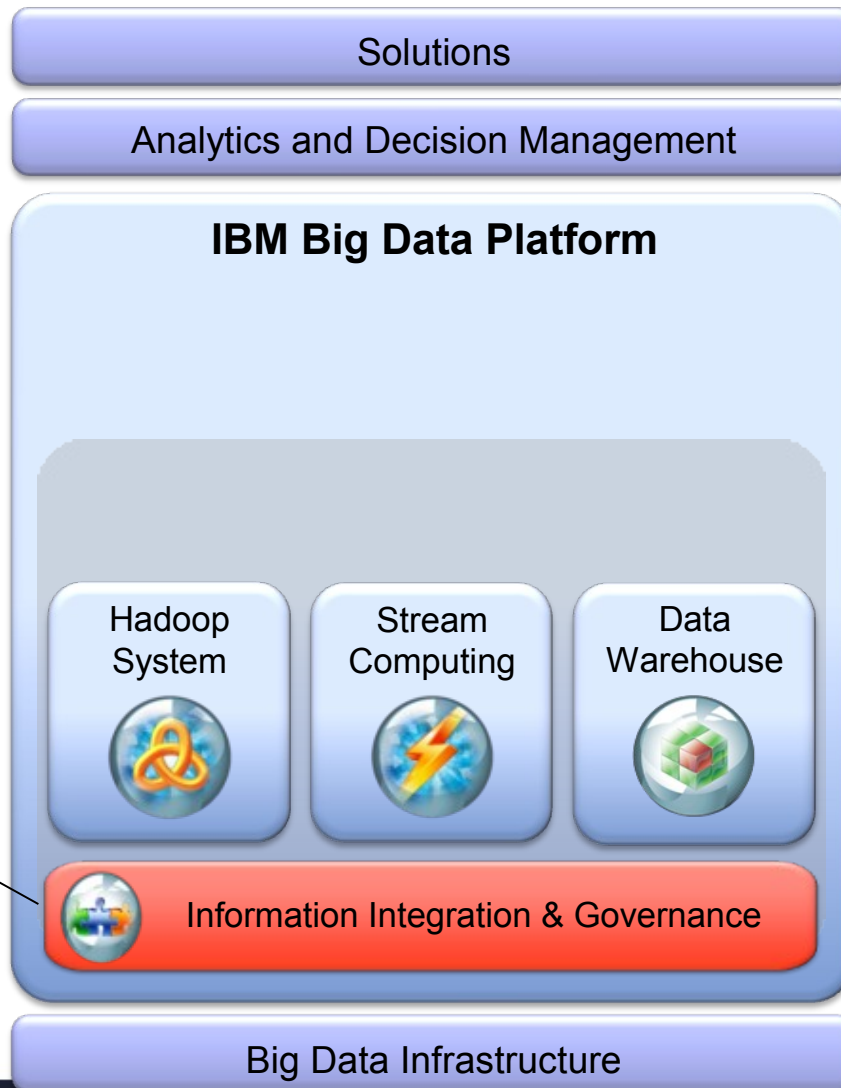 Solutions
Analytics and Decision Management
IBM Big Data Platform
Hadoop
System
Stream
Computing
Data
Warehouse
Information Integration & Governance
Big Data Infrastructure